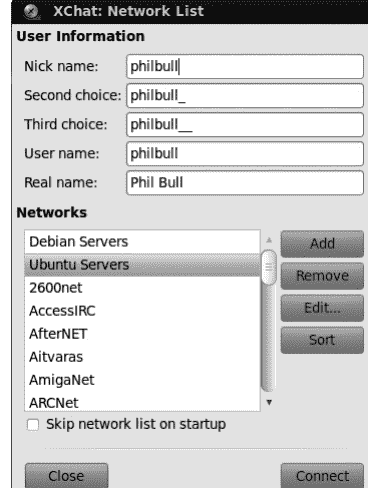 XChat: Network List
User Information
Nick name: philbull
Second choice: philbull_
Third choice: philbull__
User name: philbull
Real name: Phil Bull
Networks
Debian Servers
Add
Ubuntu Servers
Remove
2600net
AccessIRC
Edit...
AfterNET
Sort
Aitvaras
AmigaNet
ARCNet
Skip network list on startup
Close Connect